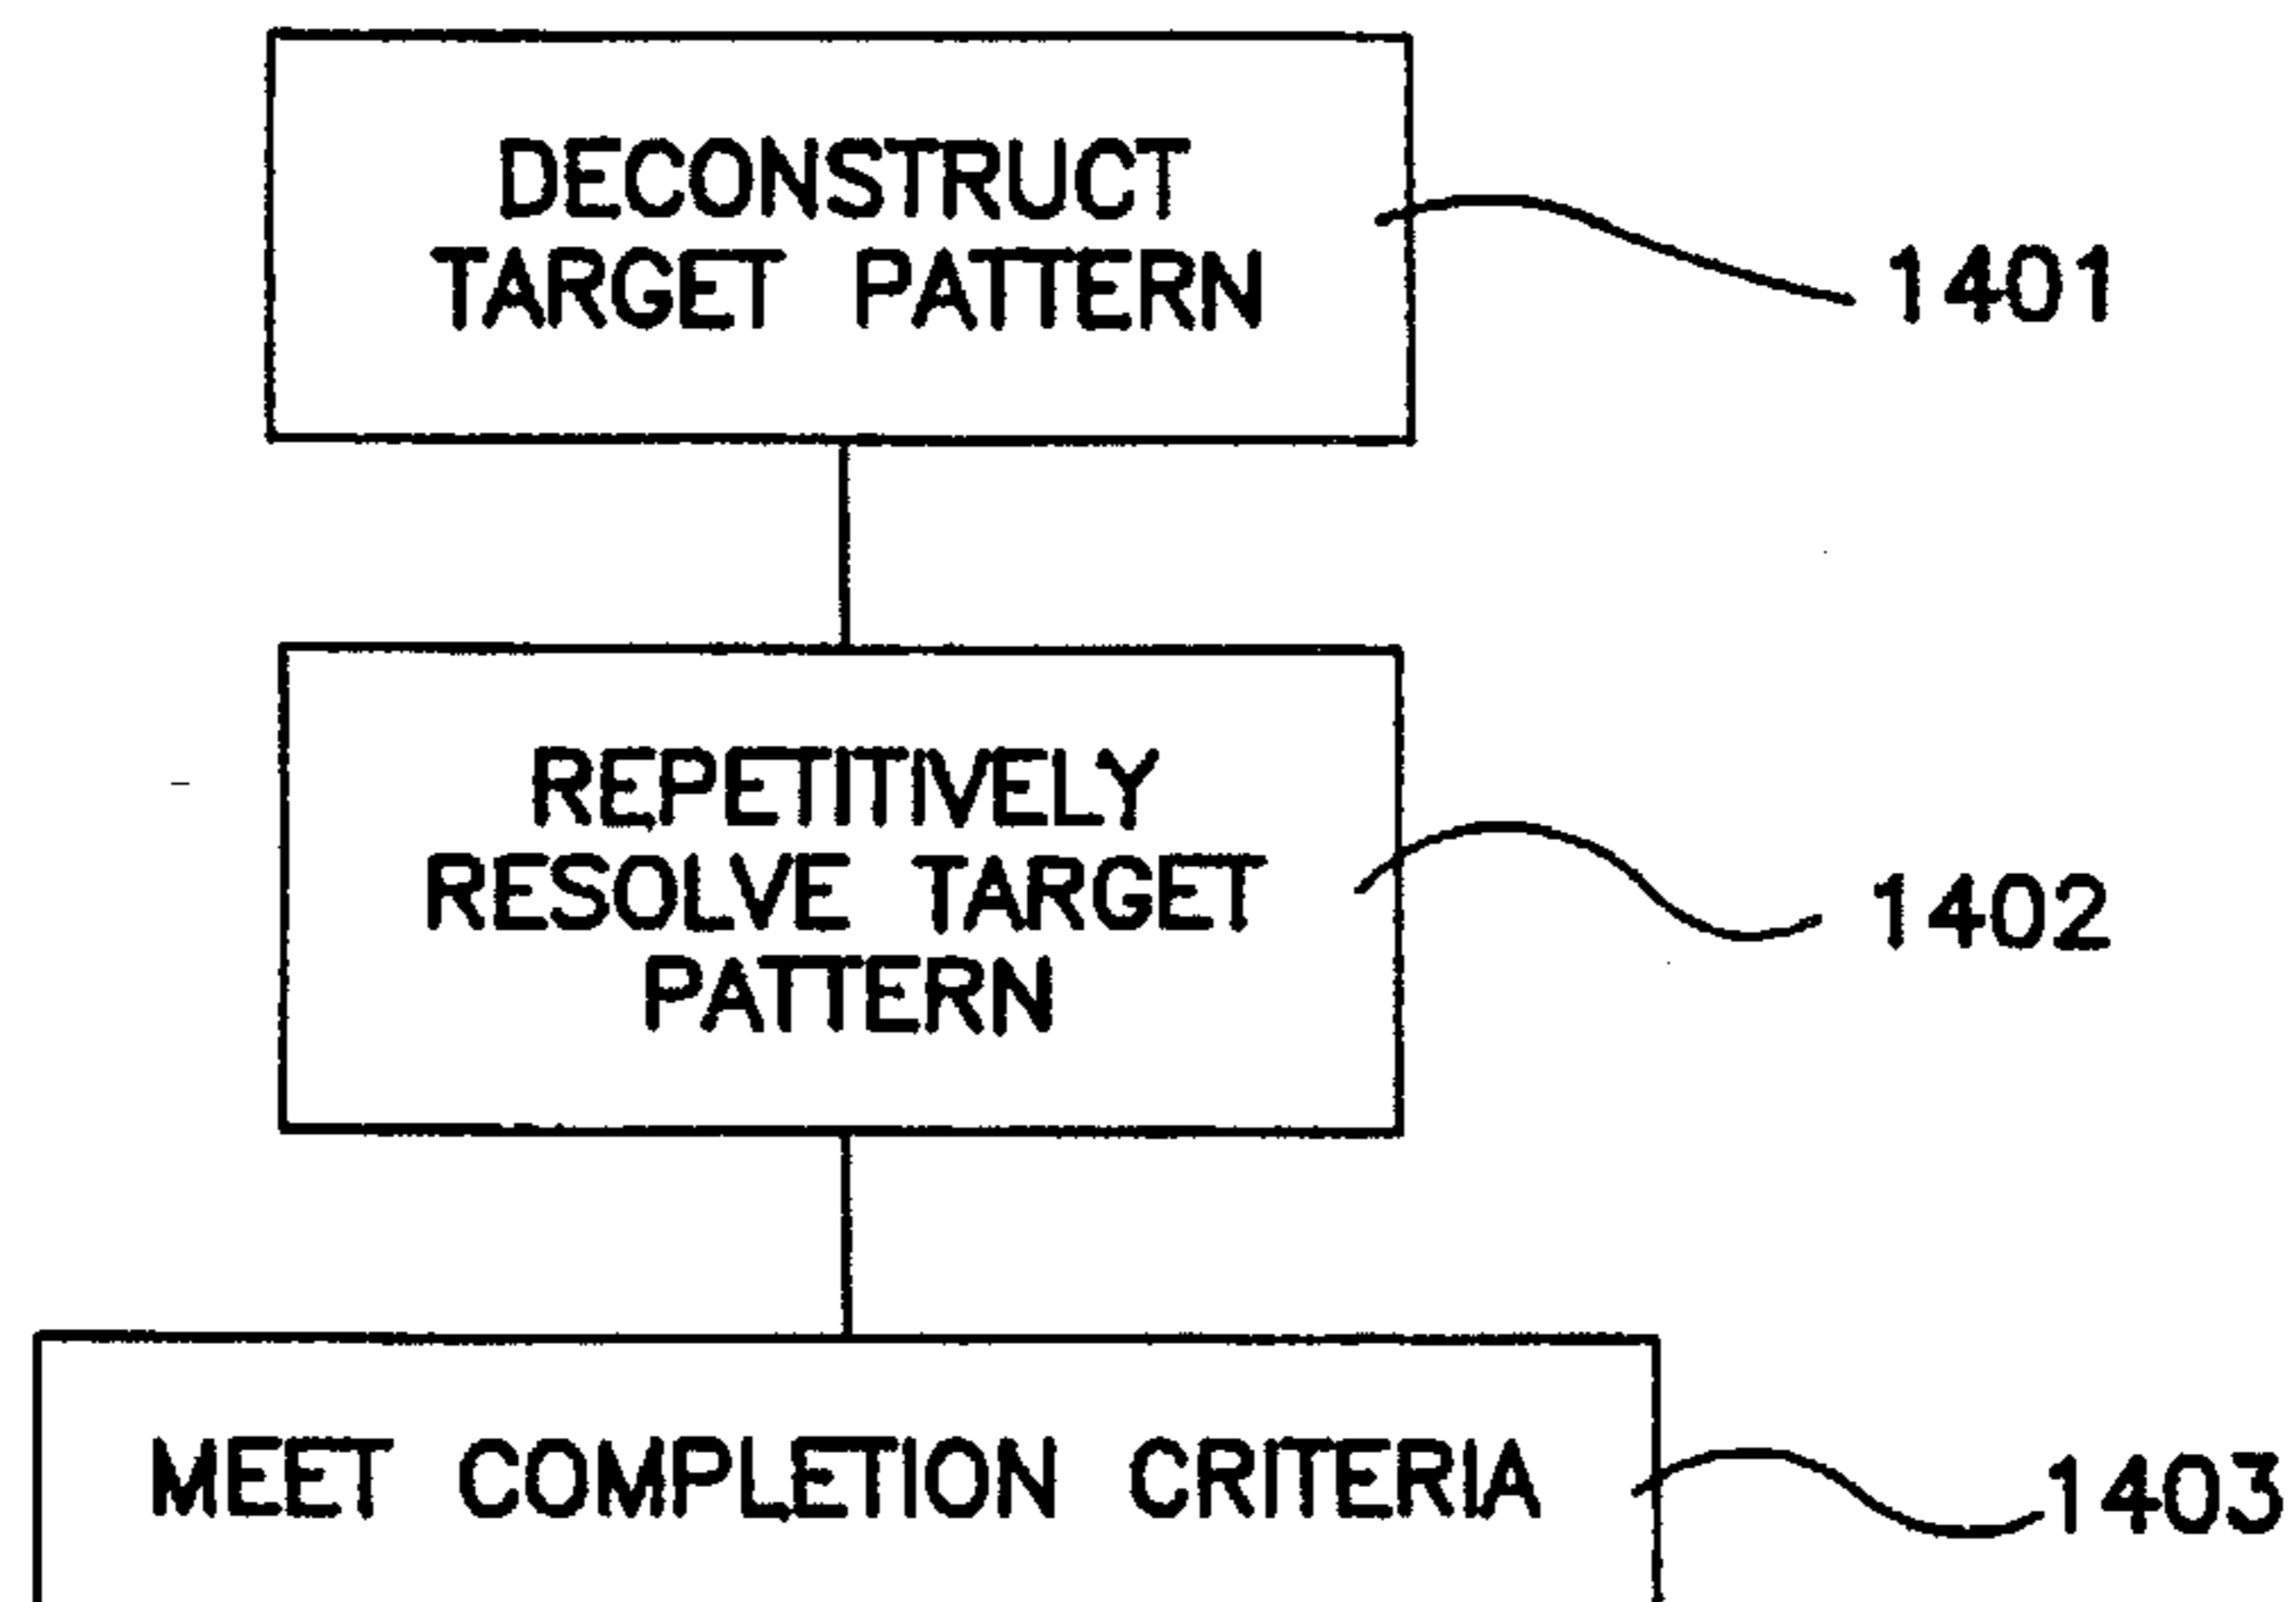 DECONSTRUCT
TARGET PATTERN
1401
REPETITIVELY
RESOLVE TARGET
PATTERN
1402
MEET COMPLETION CRITERIA
1403